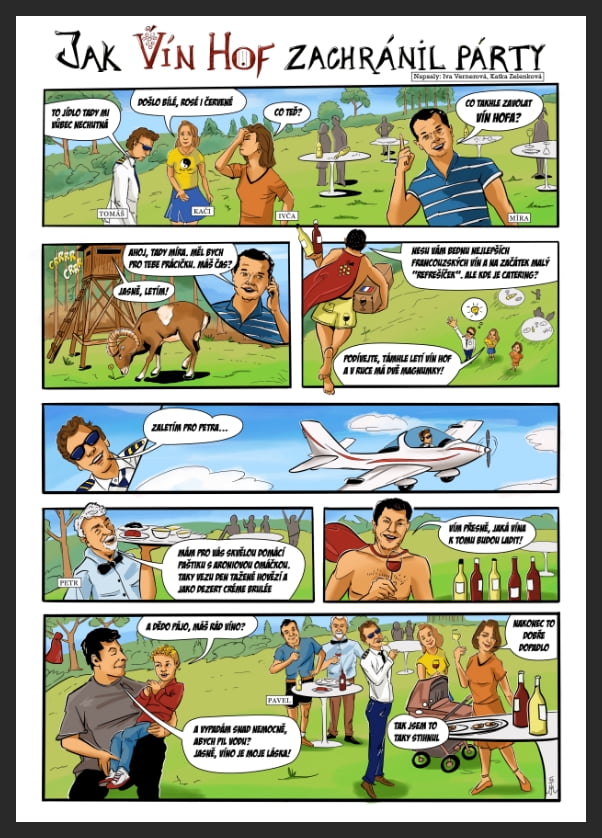 JAK VÍN HOF ZACHRÁNIL PÁRTY
Napsaly: Iva Vernerová, Katka Zelenková
TO JÍDLO TADY MI
VŮBEC NECHUTNÁ
DOŠLO BÍLÉ, ROSÉ I ČERVENÉ
CO TEĎ?
CO TAKHLE ZAVOLAT
VÍN HOFA?
TOMÁŠ
KAČI
IVČA
MÍRA
CRRRR
CRR
AHOJ, TADY MÍRA. MĚL BYCH
PRO TEBE PRÁCIČKU. MÁŠ ČAS?
JASNĚ, LETÍM!
NESU VÁM BEDNU NEJLEPŠÍCH
FRANCOUZSKÝCH VÍN A NA ZAČÁTEK MALÝ
"REFREŠÍČEK". ALE KDE JE CATERING?
PODÍVEJTE, TÁMHLE LETÍ VÍN HOF
A V RUCE MÁ DVĚ MAGNUMKY!
ZALETÍM PRO PETRA...
PETR
MÁM PRO VÁS SKVĚLOU DOMÁCÍ
PAŠTIKU S ARONIOVOU OMÁČKOU.
TAKY VEZU DEN TAŽENÉ HOVĚZÍ A
JAKO DEZERT CRÉME BRULÉE
VÍM PŘESNĚ, JAKÁ VÍNA
K TOMU BUDOU LADIT!
A DĚDO PÁJO, MÁŠ RÁD VÍNO?
NAKONEC TO
DOBŘE
DOPADLO
PAVEL
A VYPADÁM SNAD NEMOCNĚ,
ABYCH PIL VODU?
JASNĚ, VÍNO JE MOJE LÁSKA!
TAK JSEM TO
TAKY STIHNUL